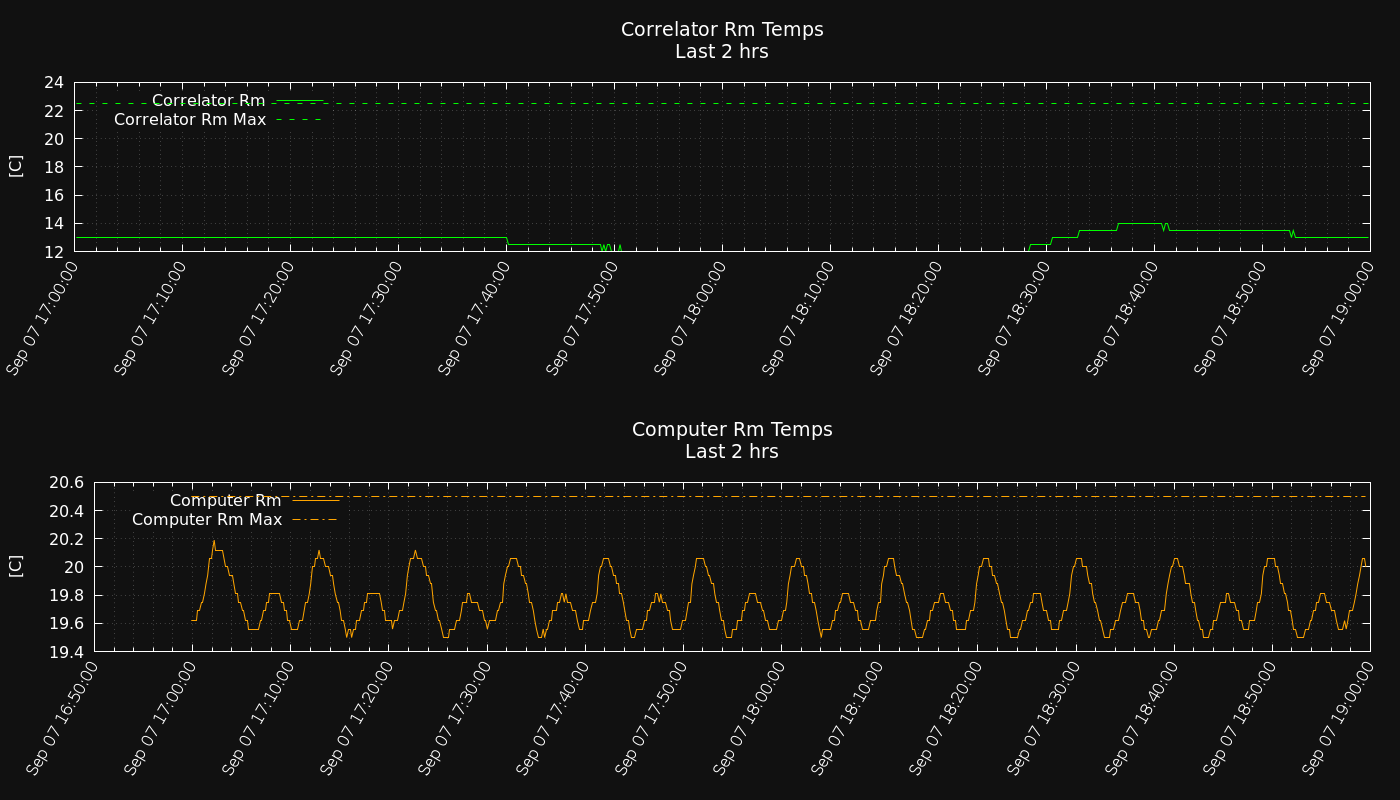 Correlator Rm Temps
Last 2 hrs
24
22
20
18
16
14
12
[C]
Correlator Rm
Correlator Rm Max
Sep 07 17:00:00
Sep 07 17:10:00
Sep 07 17:20:00
Sep 07 17:30:00
Sep 07 17:40:00
Sep 07 17:50:00
Sep 07 18:00:00
Sep 07 18:10:00
Sep 07 18:20:00
Sep 07 18:30:00
Sep 07 18:40:00
Sep 07 18:50:00
Sep 07 19:00:00
Computer Rm Temps
Last 2 hrs
20.6
20.4
20.2
20
19.8
19.6
19.4
[C]
Computer Rm
Computer Rm Max
Sep 07 16:50:00
Sep 07 17:00:00
Sep 07 17:10:00
Sep 07 17:20:00
Sep 07 17:30:00
Sep 07 17:40:00
Sep 07 17:50:00
Sep 07 18:00:00
Sep 07 18:10:00
Sep 07 18:20:00
Sep 07 18:30:00
Sep 07 18:40:00
Sep 07 18:50:00
Sep 07 19:00:00